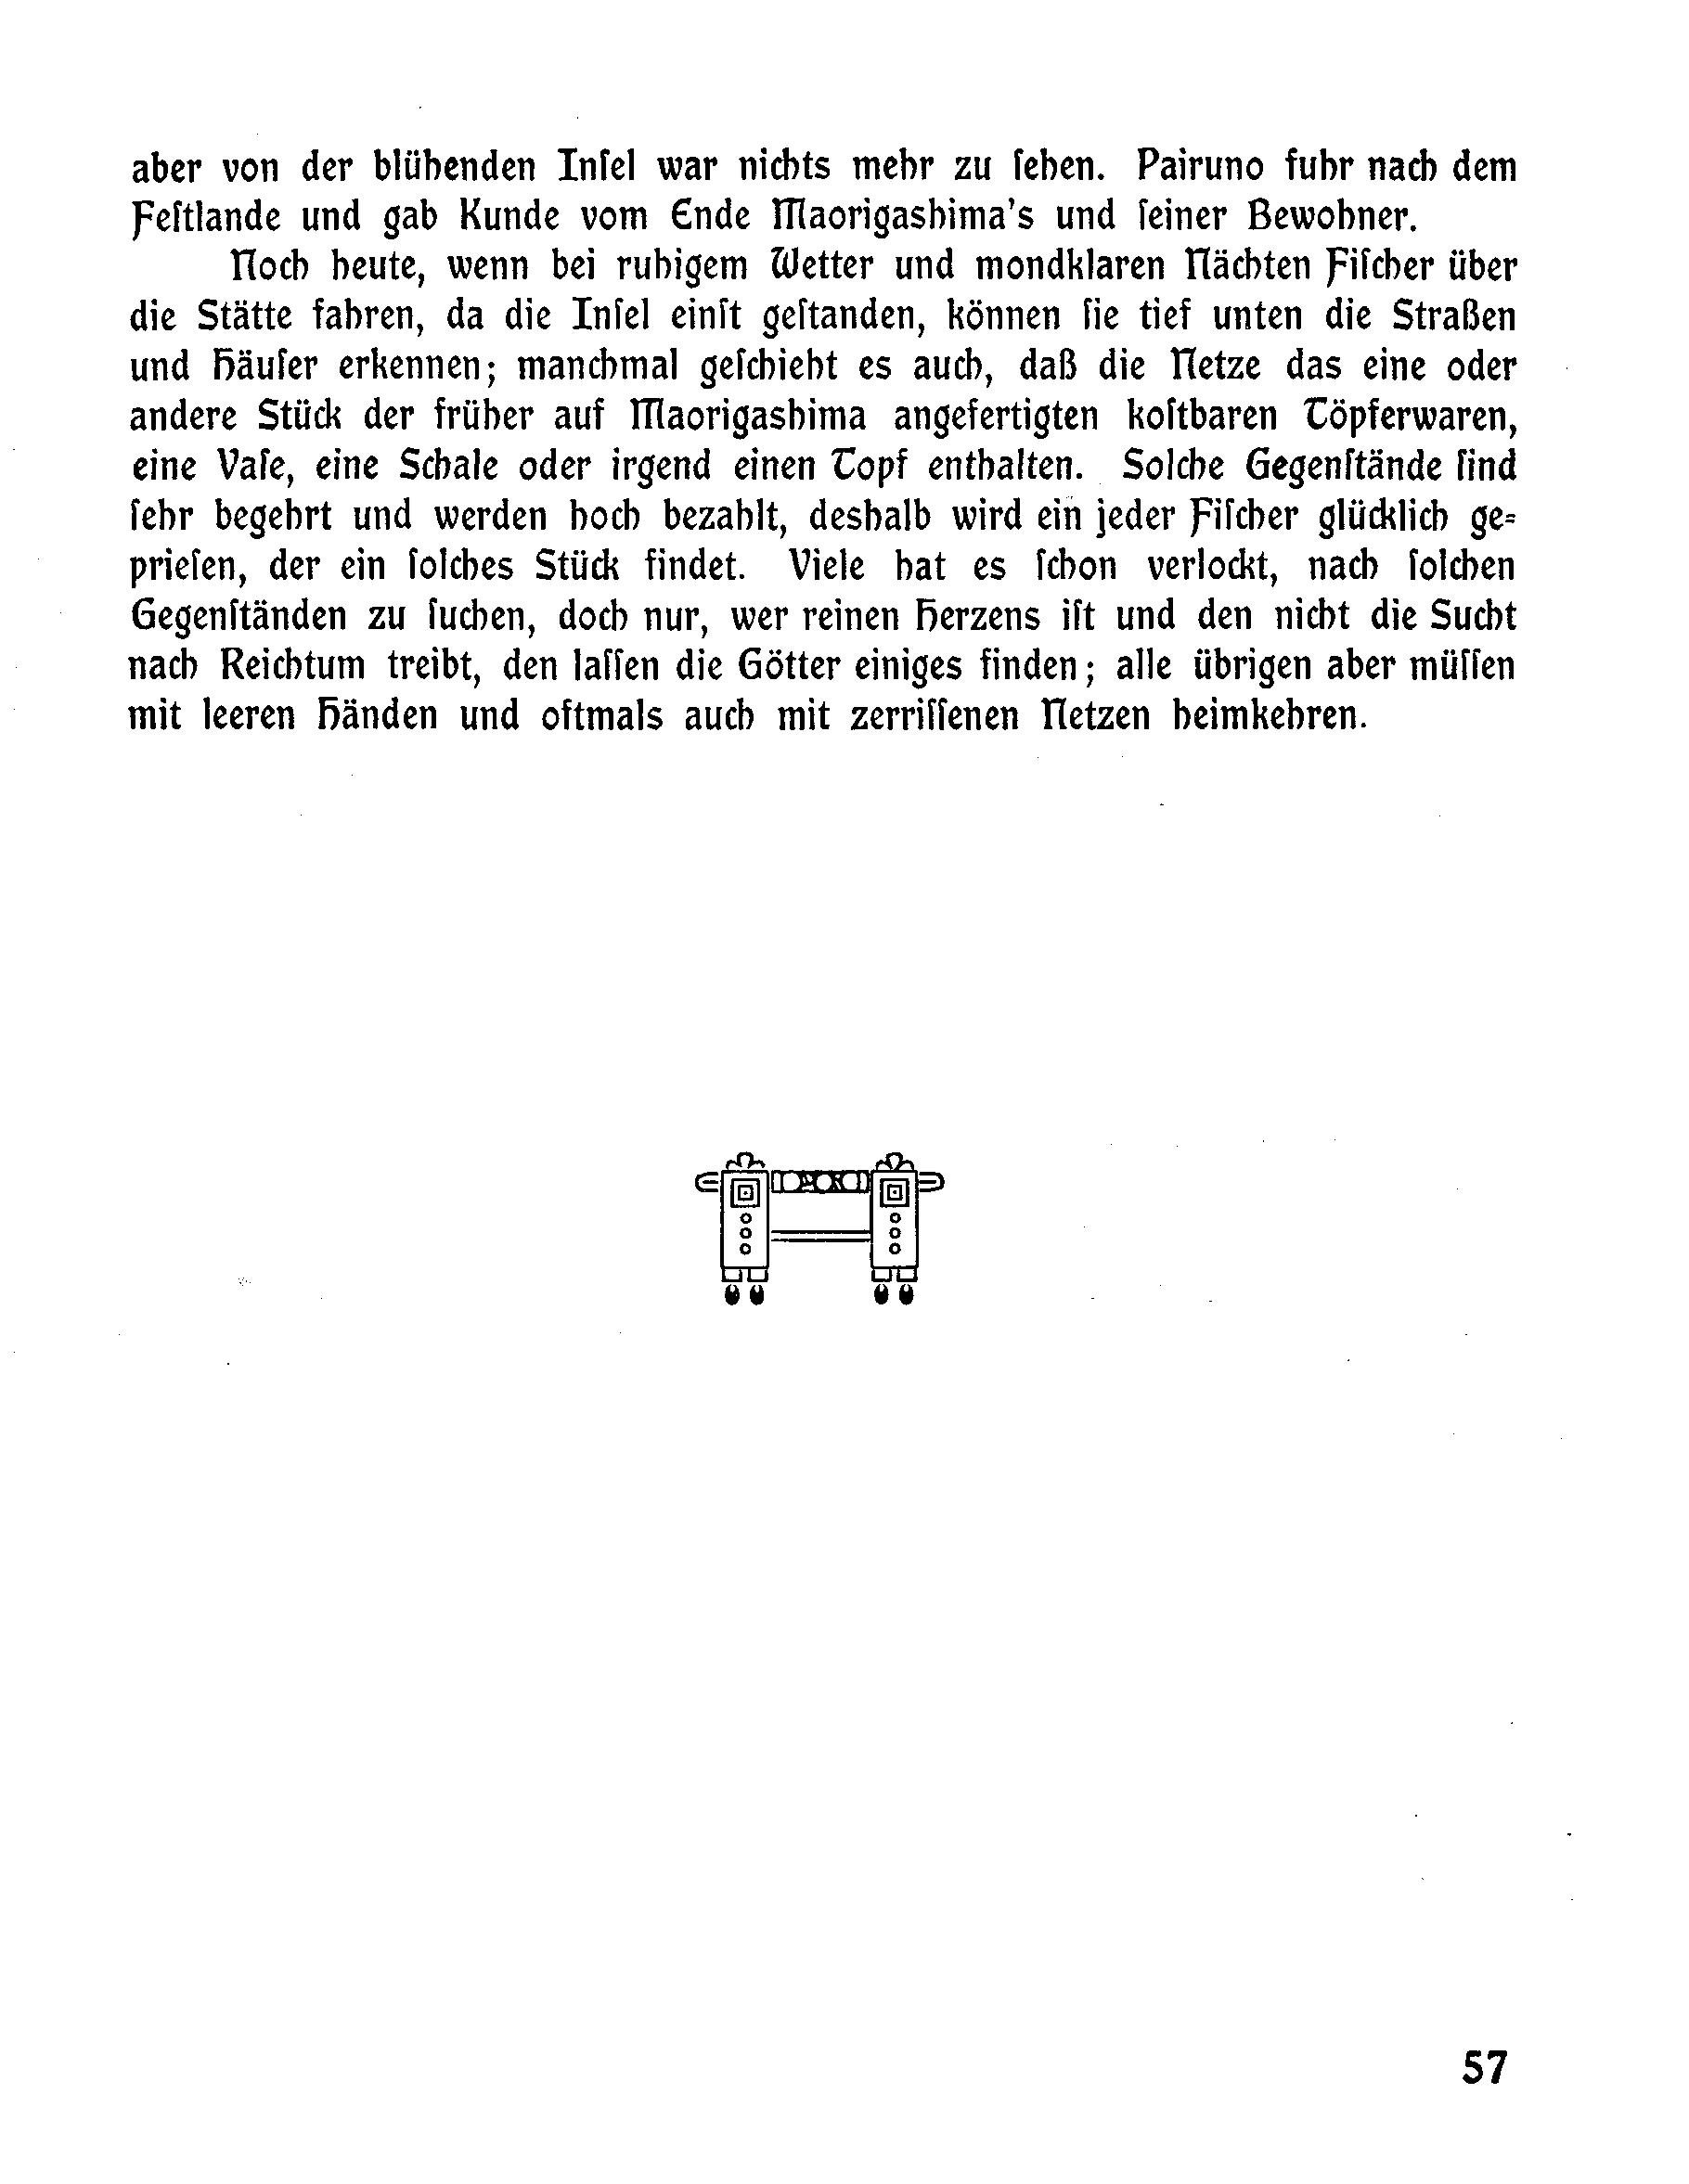 aber von der blühenden Inſel war nichts mehr zu ſehen. Pairuno fuhr nach dem
Feſtlande und gab Kunde vom Ende Maorigashima's und ſeiner Bewohner.
Noch heute, wenn bei ruhigem Wetter und mondklaren Nächten Fiſcher über
die Stätte fahren, da die Inſel einſt geſtanden, können ſie tief unten die Straßen
und Häuſer erkennen; manchmal geſchieht es auch, daß die Netze das eine oder
andere Stück der früher auf Maorigashima angefertigten koſtbaren Töpferwaren,
eine Vaſe, eine Schale oder irgend einen Topf enthalten. Solche Gegenſtände ſind
ſehr begehrt und werden hoch bezahlt, deshalb wird ein jeder Fiſcher glücklich ge-
prieſen, der ein ſolches Stück findet. Viele hat es ſchon verlockt, nach ſolchen
Gegenſtänden zu ſuchen, doch nur, wer reinen Herzens iſt und den nicht die Sucht
nach Reichtum treibt, den laſſen die Götter einiges finden; alle übrigen aber müſſen
mit leeren Händen und oftmals auch mit zerriſſenen Netzen heimkehren.
57